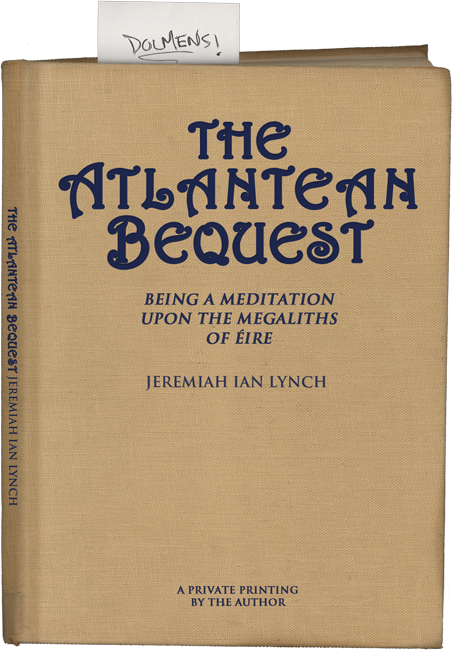 DOLMENS!
THE
ATLANTEAN
BEQUEST
BEING A MEDITATION
UPON THE MEGALITHS
OF ÉIRE
JEREMIAH IAN LYNCH
A PRIVATE PRINTING
BY THE AUTHOR
THE ATLANTEAN BEQUEST JEREMIAH IAN LYNCH